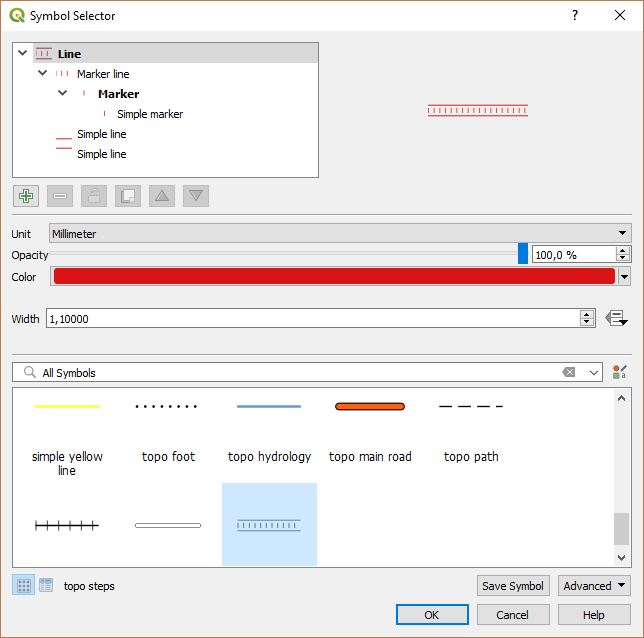 Symbol Selector
?
Line
Marker line
Marker
Simple marker
Simple line
Simple line
Unit Millimeter
Opacity 100,0 %
Color
Width 1,10000
All Symbols
simple yellow line topo foot topo hydrology topo main road topo path
topo steps Save Symbol Advanced
OK Cancel Help